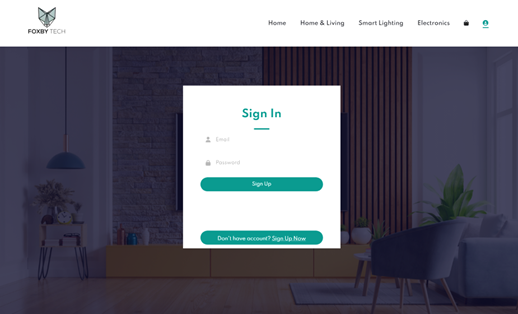 FOXBY TECH
Home Home & Living Smart Lighting Electronics
Sign In
Email
Password
Sign Up
Don't have account? Sign Up Now